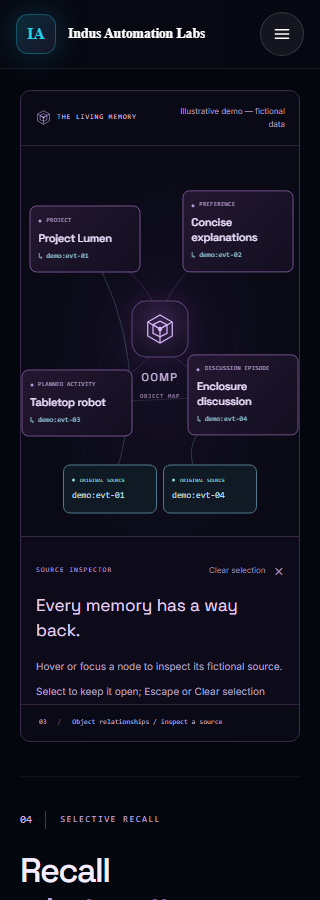 IA Indus Automation Labs
THE LIVING MEMORY
Illustrative demo — fictional
data
PREFERENCE
Concise
explanations
↳ demo:evt-02
PROJECT
Project Lumen
↳ demo:evt-01
OOMP
OBJECT MAP
DISCUSSION EPISODE
Enclosure
discussion
↳ demo:evt-04
PLANNED ACTIVITY
Tabletop robot
↳ demo:evt-03
ORIGINAL SOURCE
demo:evt-01
ORIGINAL SOURCE
demo:evt-04
SOURCE INSPECTOR
Clear selection ✕
Every memory has a way
back.
Hover or focus a node to inspect its fictional source.
Select to keep it open; Escape or Clear selection
03 / Object relationships / inspect a source
04 SELECTIVE RECALL
Recall